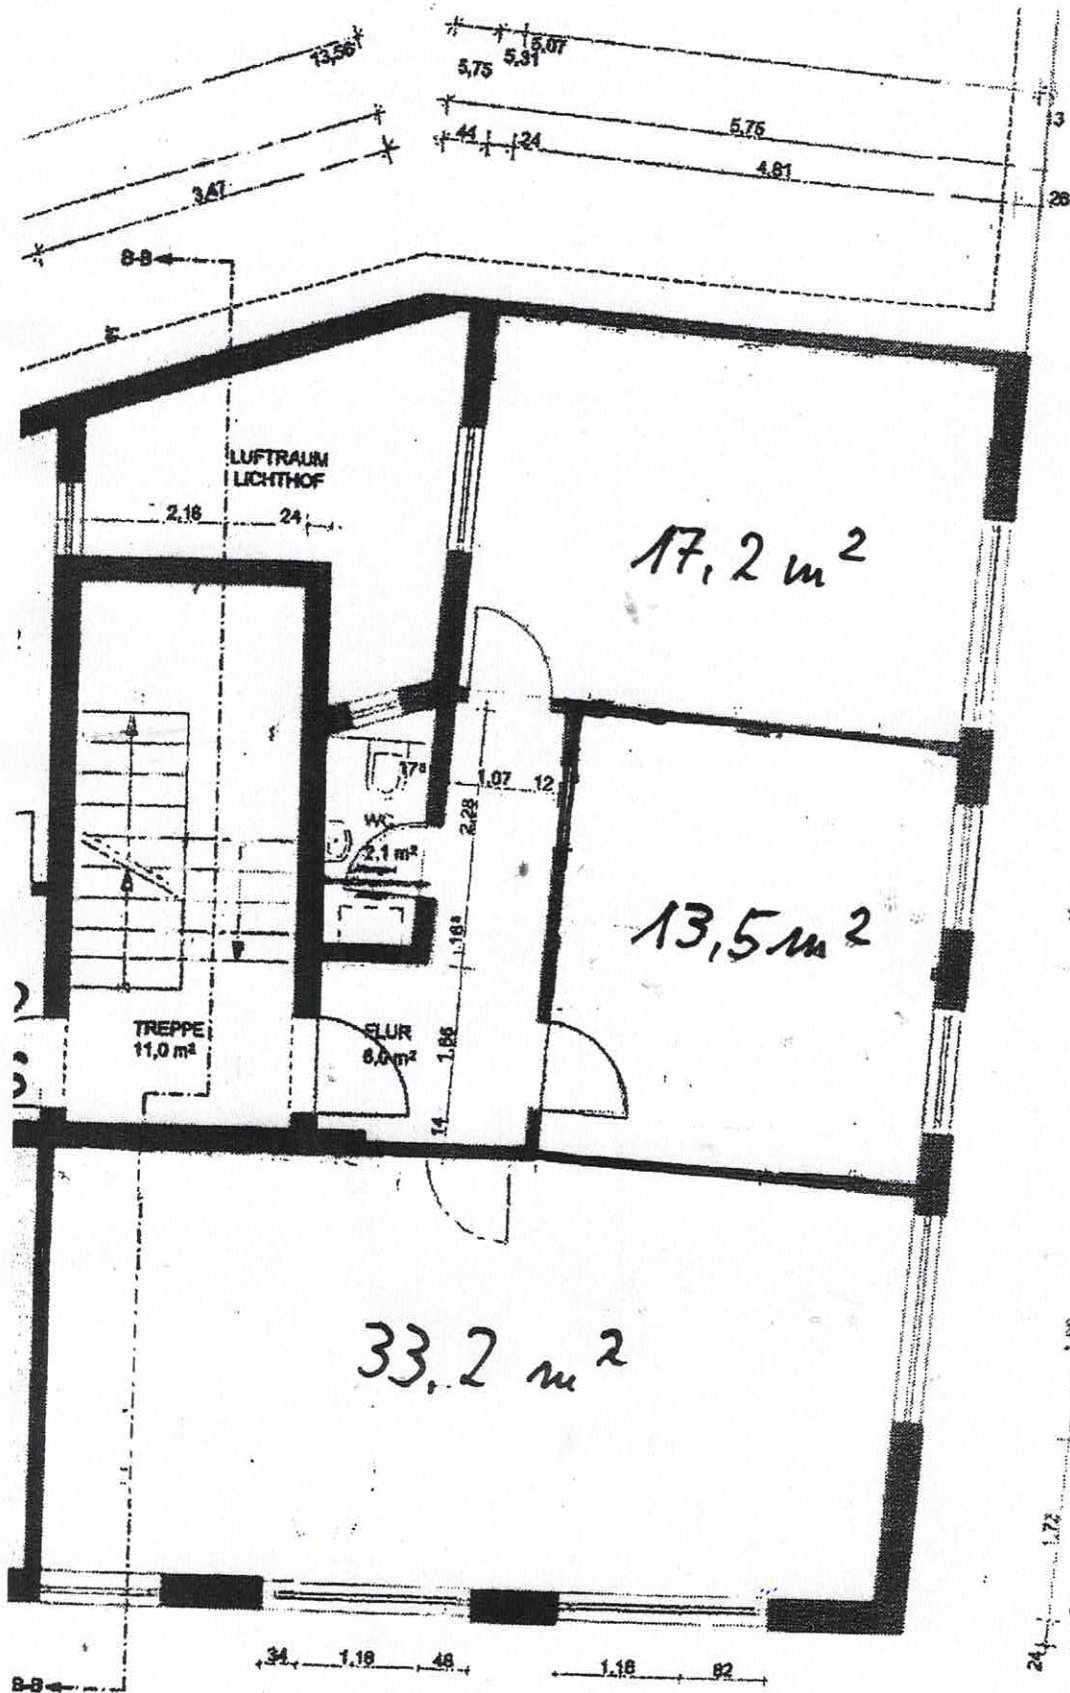 13,56
5,07
5,31
5,75
3
5,75
44
24
4,81
26
3,47
B-B
LUFTRAUM
LICHTHOF
2,16
24
17,2 m²
17⁵
1,07
12
2,28
WC
2,1 m²
13,5 m²
16⁵
TREPPE
11,0 m²
FLUR
6,0 m²
1,66
14
33,2 m²
1,72
24
34
1,18
48
1,18
82
B-B